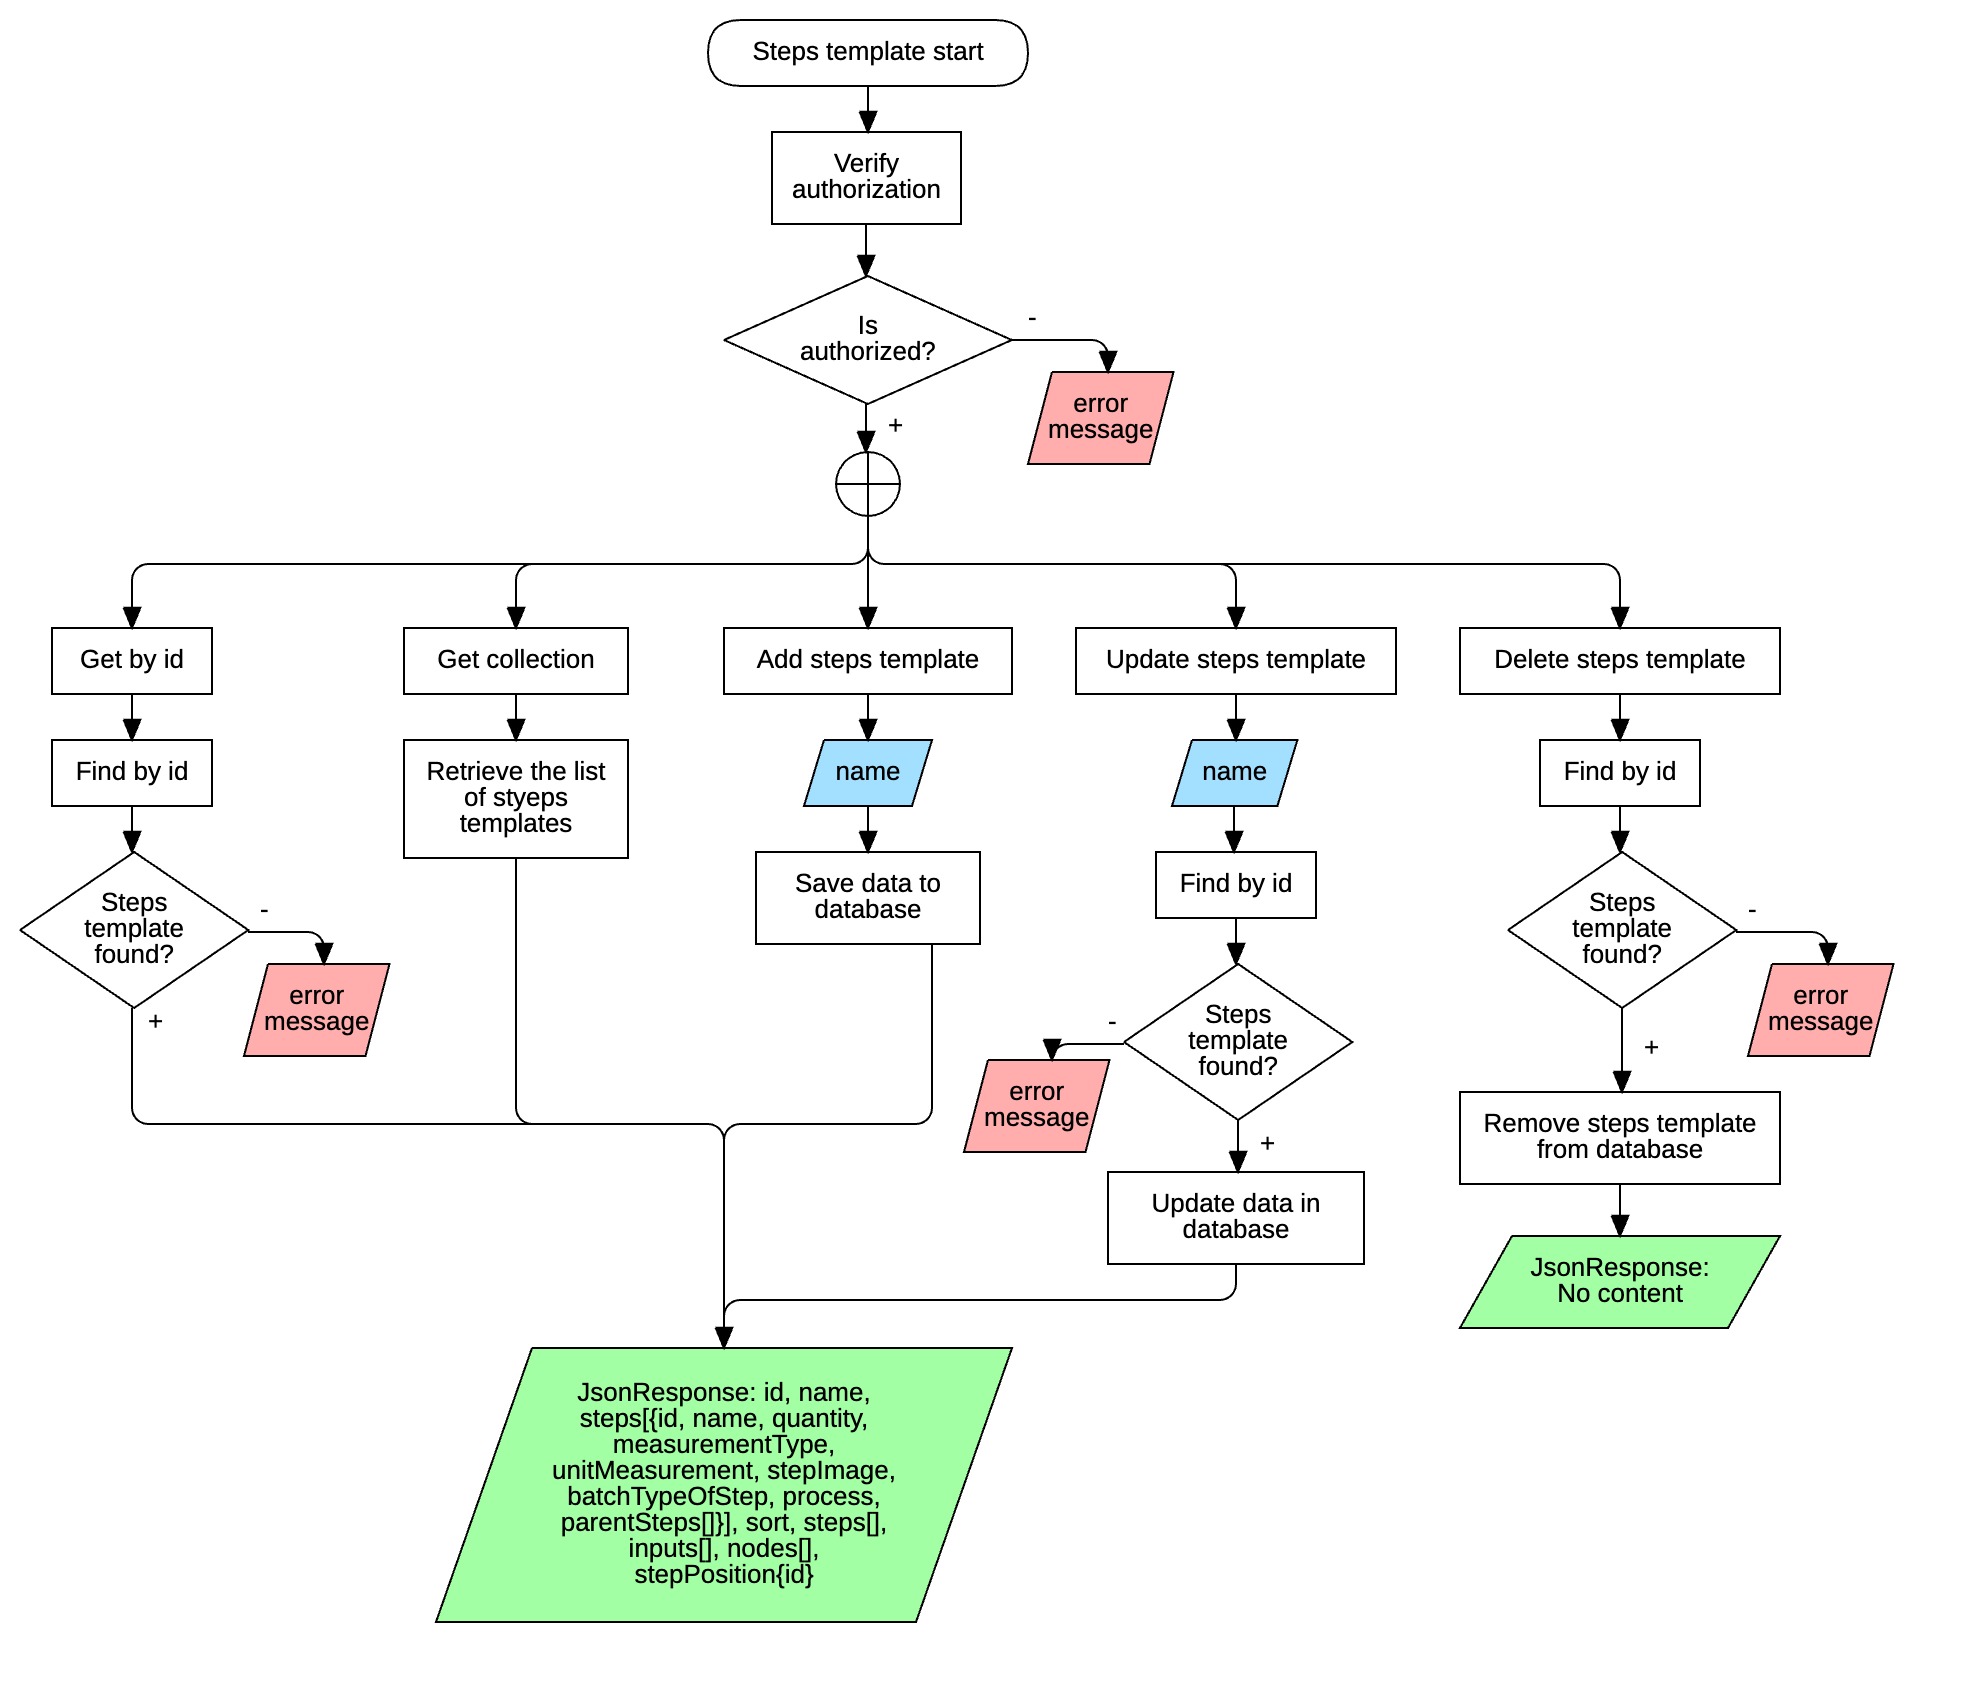 Steps template start
Verify
authorization
Is
authorized?
-
error
message
+
Get by id
Get collection
Add steps template
Update steps template
Delete steps template
Find by id
Retrieve the list
of styeps
templates
name
name
Find by id
Steps
template
found?
-
error
message
+
Save data to
database
Find by id
Steps
template
found?
-
error
message
+
Steps
template
found?
-
error
message
+
Update data in
database
Remove steps template
from database
JsonResponse:
No content
JsonResponse: id, name,
steps[{id, name, quantity,
measurementType,
unitMeasurement, stepImage,
batchTypeOfStep, process,
parentSteps[]}], sort, steps[],
inputs[], nodes[],
stepPosition{id}